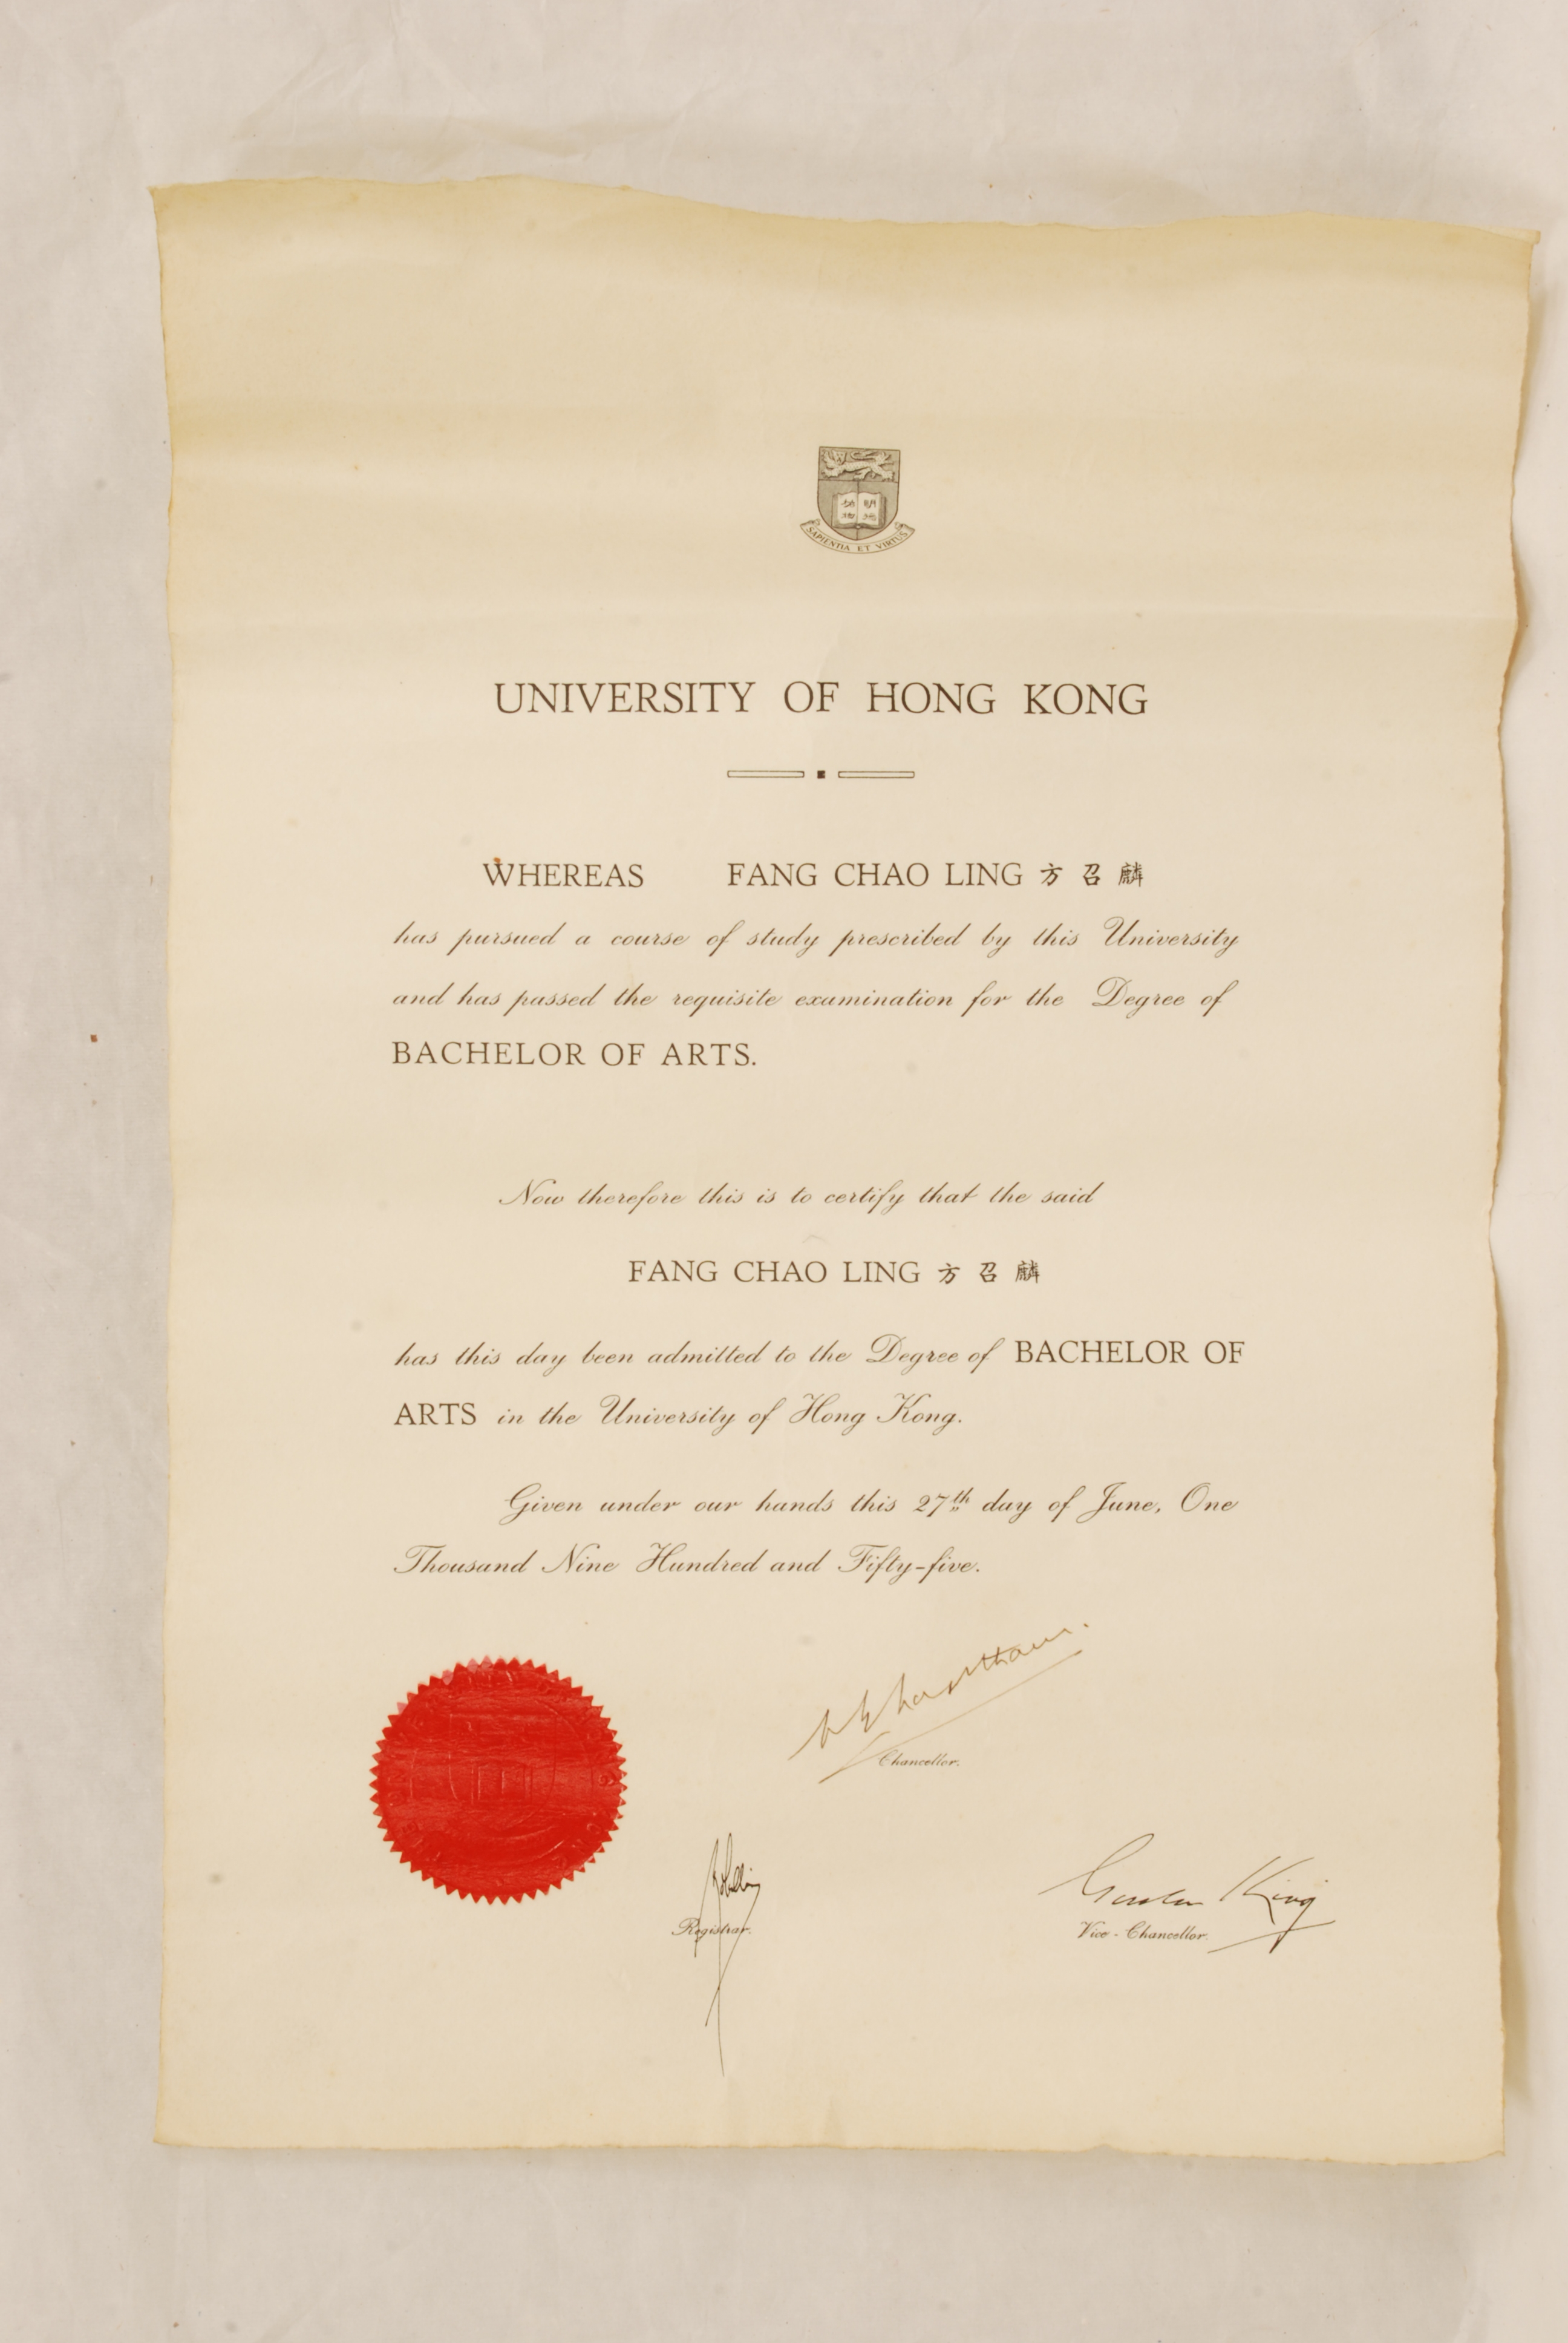 SAPIENTIA ET VIRTUS
UNIVERSITY OF HONG KONG
WHEREAS FANG CHAO LING 方召麟
has pursued a course of study prescribed by this University
and has passed the requisite examination for the Degree of
BACHELOR OF ARTS.
Now therefore this is to certify that the said
FANG CHAO LING 方召麟
has this day been admitted to the Degree of BACHELOR OF
ARTS in the University of Hong Kong.
Given under our hands this 27th day of June, One
Thousand Nine Hundred and Fifty-five.
Chancellor.
Registrar.
Gordon King
Vice-Chancellor.